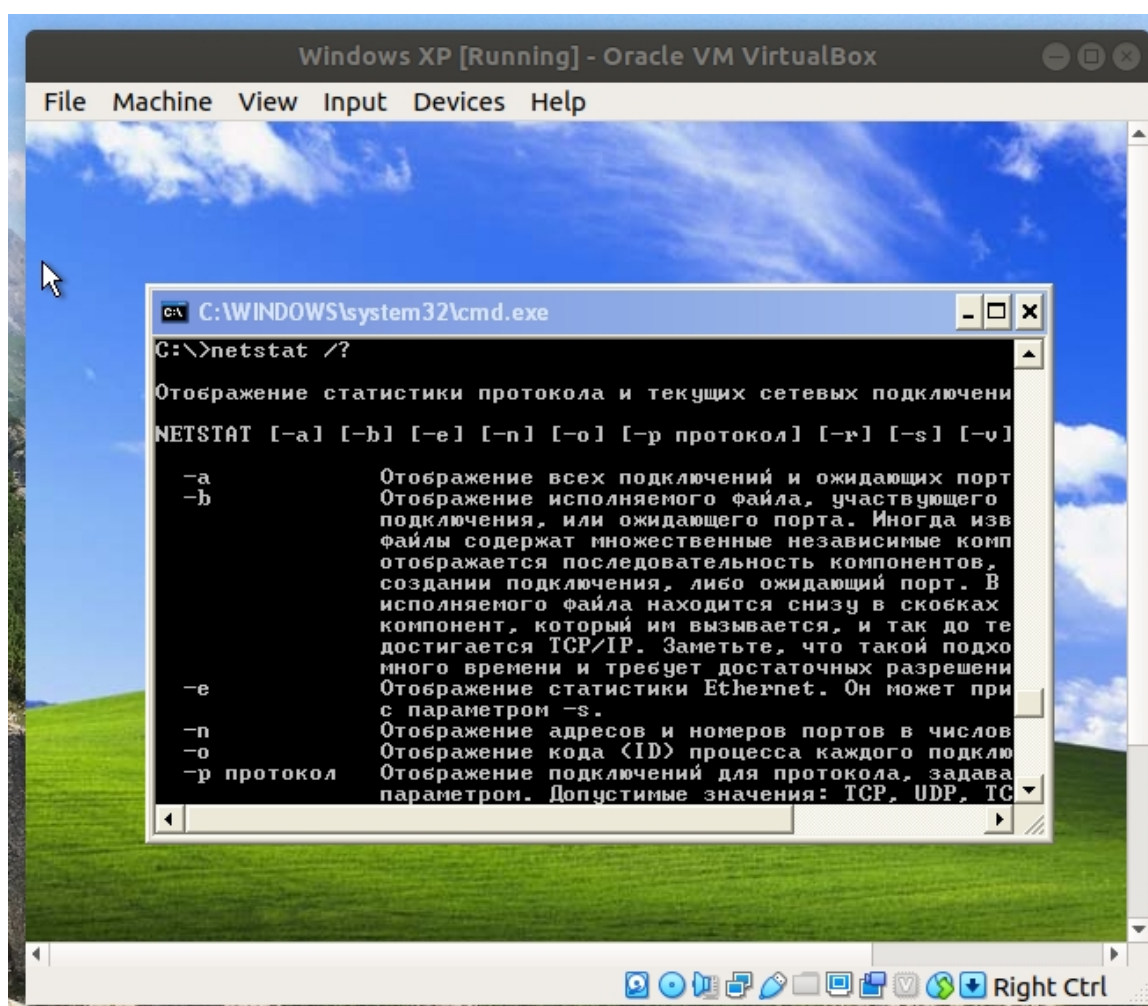 Windows XP [Running] - Oracle VM VirtualBox
File Machine View Input Devices Help
C:\WINDOWS\system32\cmd.exe
C:\>netstat /?
Отображение статистики протокола и текущих сетевых подключени
NETSTAT [-a] [-b] [-e] [-n] [-o] [-p протокол] [-r] [-s] [-v]
-a Отображение всех подключений и ожидающих порт
-b Отображение исполняемого файла, участвующего
подключения, или ожидающего порта. Иногда изв
файлы содержат множественные независимые комп
отображается последовательность компонентов,
создании подключения, либо ожидающий порт. В
исполняемого файла находится снизу в скобках
компонент, который им вызывается, и так до те
достигается TCP/IP. Заметьте, что такой подхо
много времени и требует достаточных разрешени
-e Отображение статистики Ethernet. Он может при
с параметром -s.
-n Отображение адресов и номеров портов в числов
-o Отображение кода (ID) процесса каждого подклю
-p протокол Отображение подключений для протокола, задава
параметром. Допустимые значения: TCP, UDP, TC
Right Ctrl